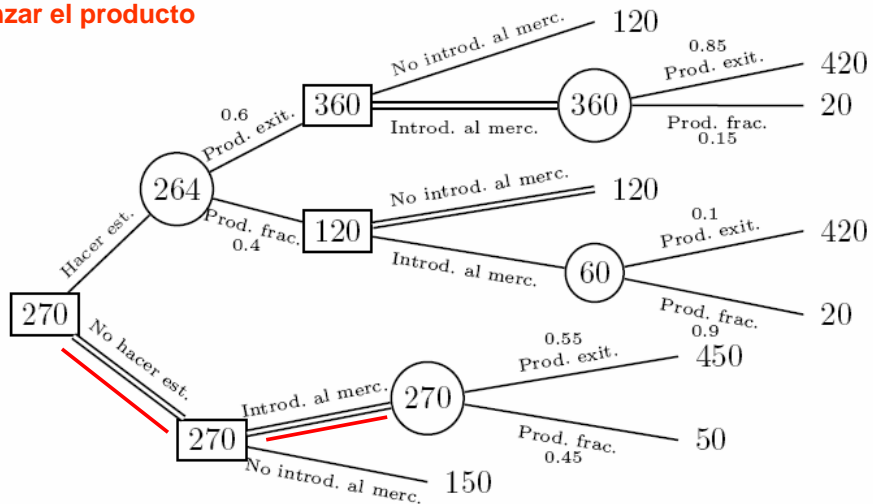 nzar el producto
No introd. al merc.
120
0.6
Prod. exit.
360
Introd. al merc.
360
0.85
Prod. exit.
420
20
Prod. frac.
0.15
264
Hacer est.
Prod. frac.
0.4
120
No introd. al merc.
120
Introd. al merc.
60
0.1
Prod. exit.
420
20
Prod. frac.
0.9
270
No hacer est.
270
Introd. al merc.
270
0.55
Prod. exit.
450
50
Prod. frac.
0.45
No introd. al merc.
150